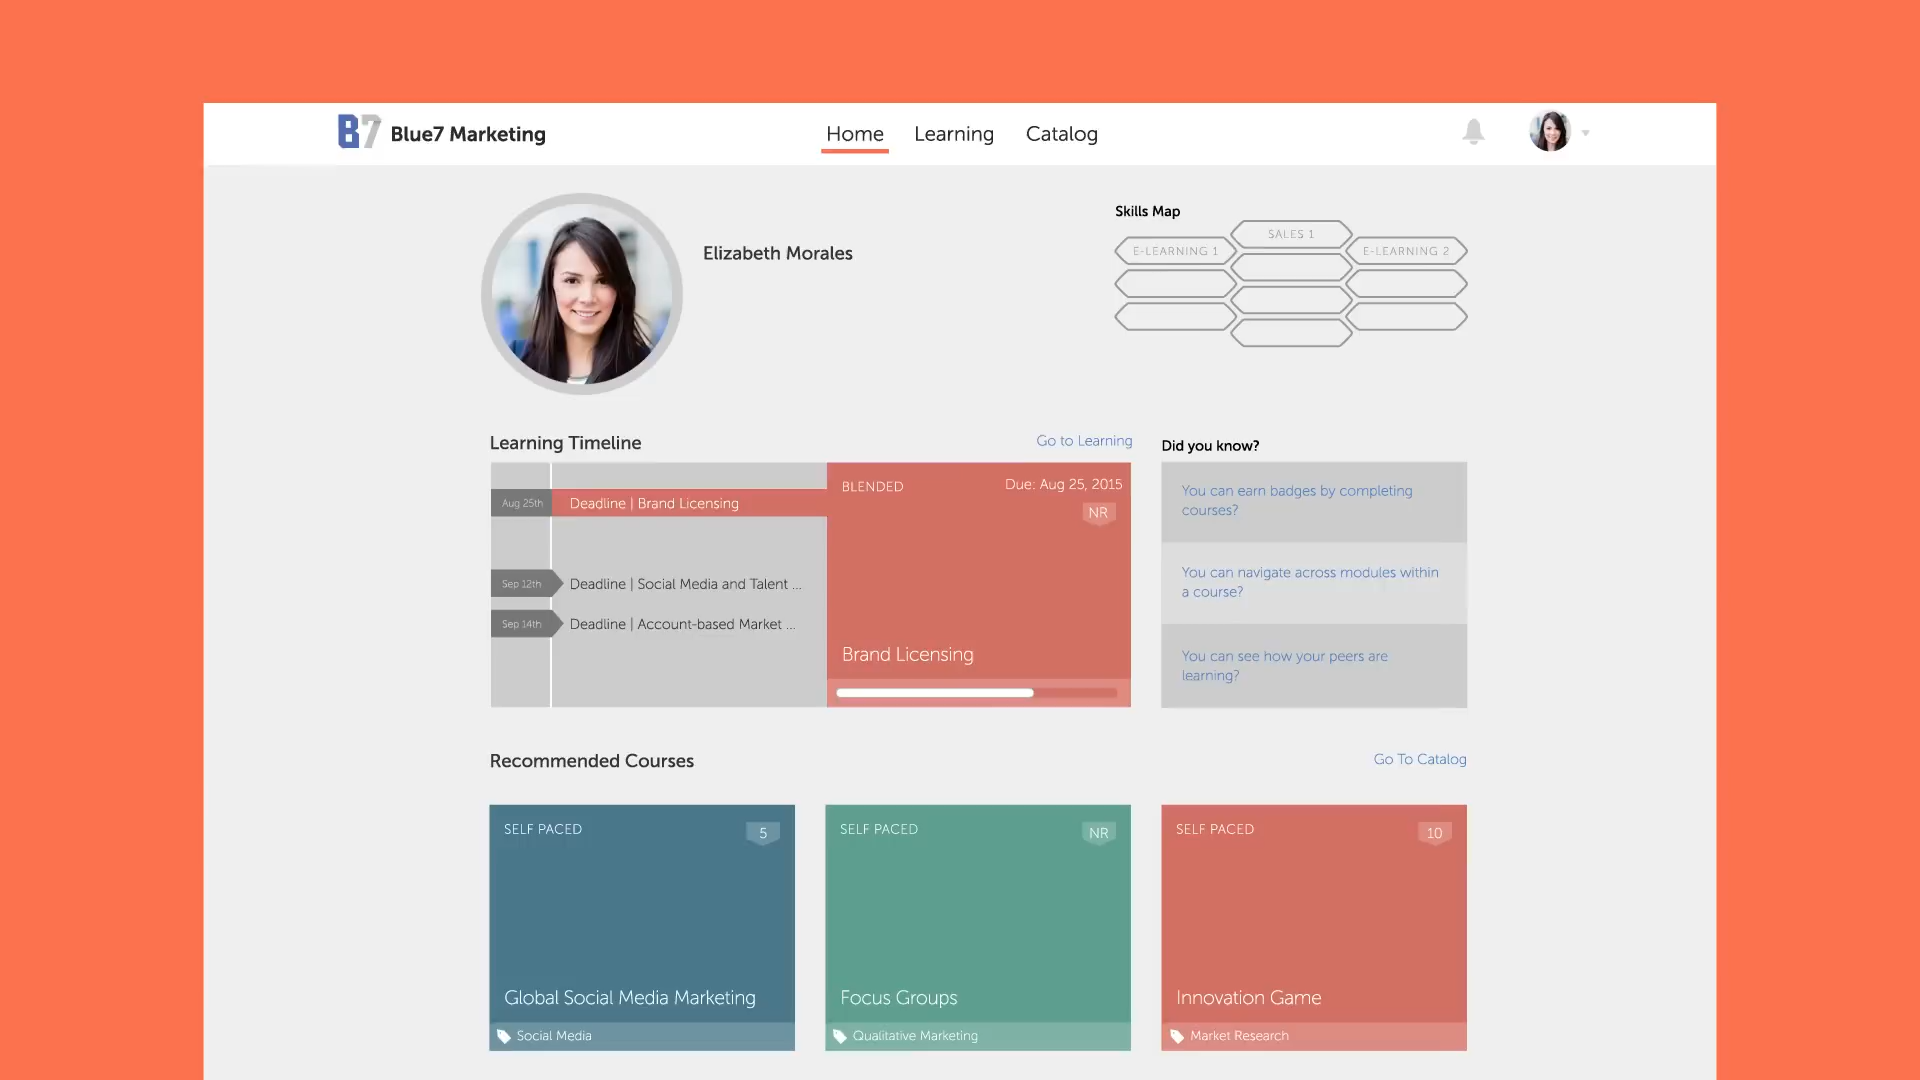 B7 Blue7 Marketing
Home
Learning
Catalog
Elizabeth Morales
Skills Map
E-LEARNING 1
SALES 1
E-LEARNING 2
Learning Timeline
Go to Learning
Aug 25th
Deadline | Brand Licensing
Sep 12th
Deadline | Social Media and Talent ...
Sep 14th
Deadline | Account-based Market ...
BLENDED
Due: Aug 25, 2015
NR
Brand Licensing
Did you know?
You can earn badges by completing
courses?
You can navigate across modules within
a course?
You can see how your peers are
learning?
Recommended Courses
Go To Catalog
SELF PACED
5
Global Social Media Marketing
Social Media
SELF PACED
NR
Focus Groups
Qualitative Marketing
SELF PACED
10
Innovation Game
Market Research